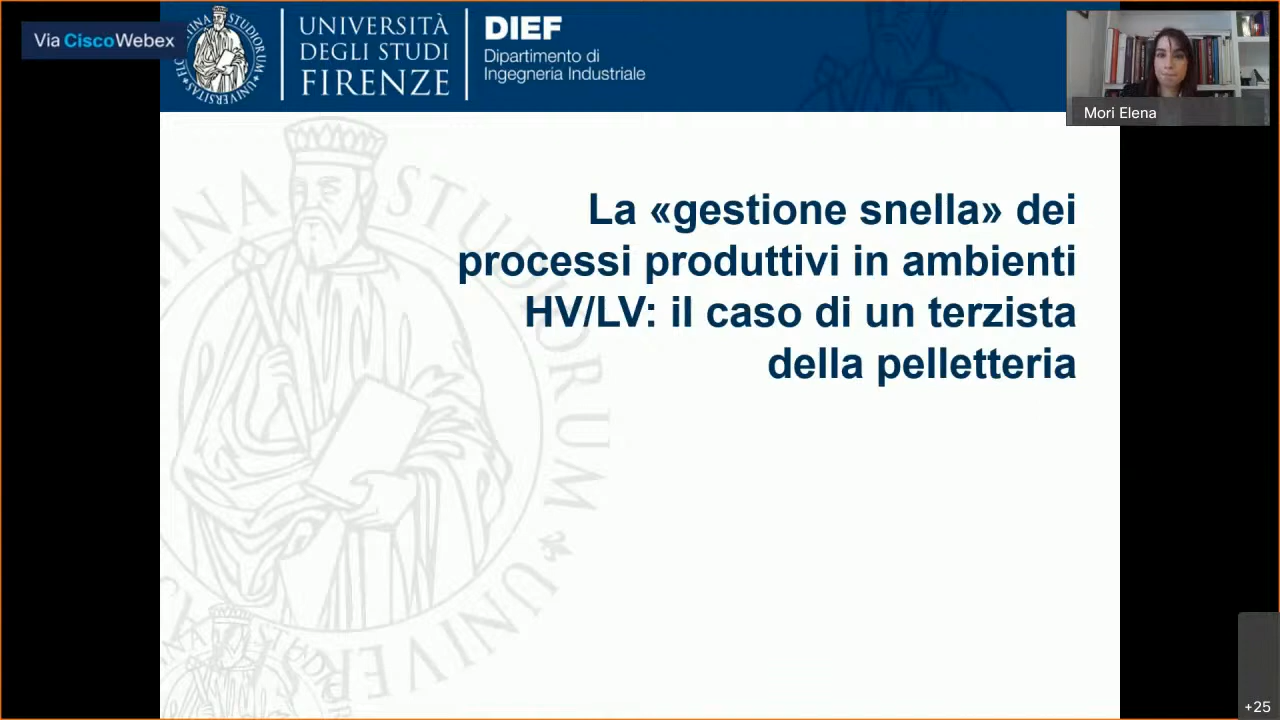 Via CiscoWebex
UNIVERSITÀ
DEGLI STUDI
FIRENZE
DIEF
Dipartimento di
Ingegneria Industriale
Mori Elena
La «gestione snella» dei
processi produttivi in ambienti
HV/LV: il caso di un terzista
della pelletteria
+25